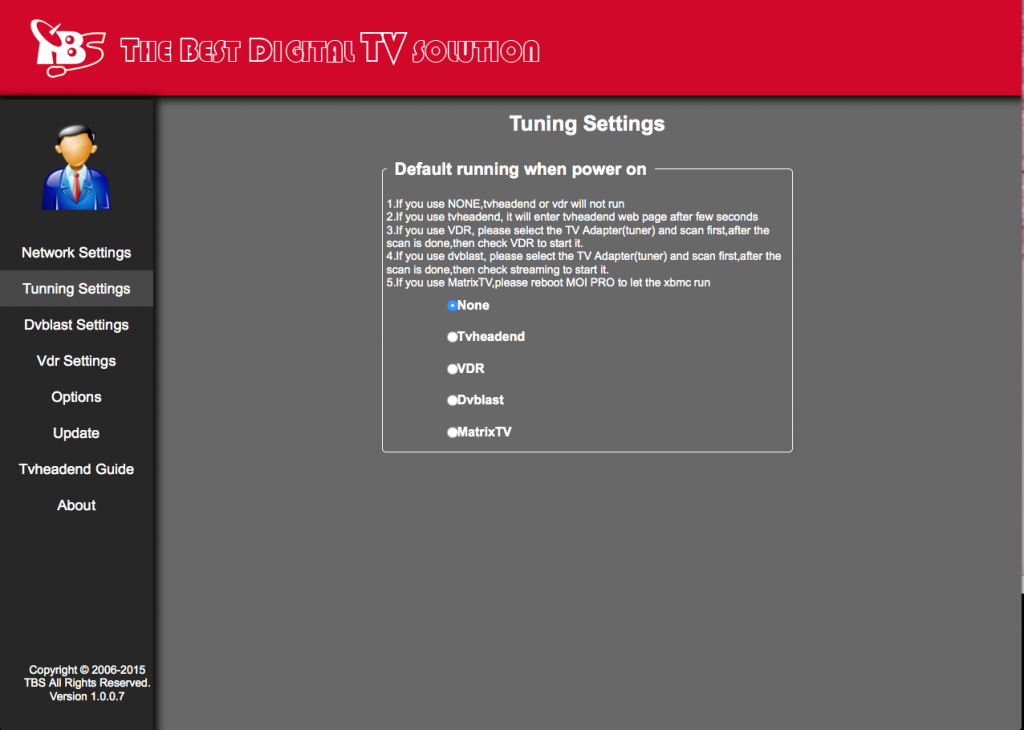 TBS THE BEST DIGITAL TV SOLUTION
Network Settings
Tunning Settings
Dvblast Settings
Vdr Settings
Options
Update
Tvheadend Guide
About
Copyright © 2006-2015
TBS All Rights Reserved.
Version 1.0.0.7
Tuning Settings
Default running when power on
1.If you use NONE,tvheadend or vdr will not run
2.If you use tvheadend, it will enter tvheadend web page after few seconds
3.If you use VDR, please select the TV Adapter(tuner) and scan first,after the
scan is done,then check VDR to start it.
4.If you use dvblast, please select the TV Adapter(tuner) and scan first,after the
scan is done,then check streaming to start it.
5.If you use MatrixTV,please reboot MOI PRO to let the xbmc run
None
Tvheadend
VDR
Dvblast
MatrixTV